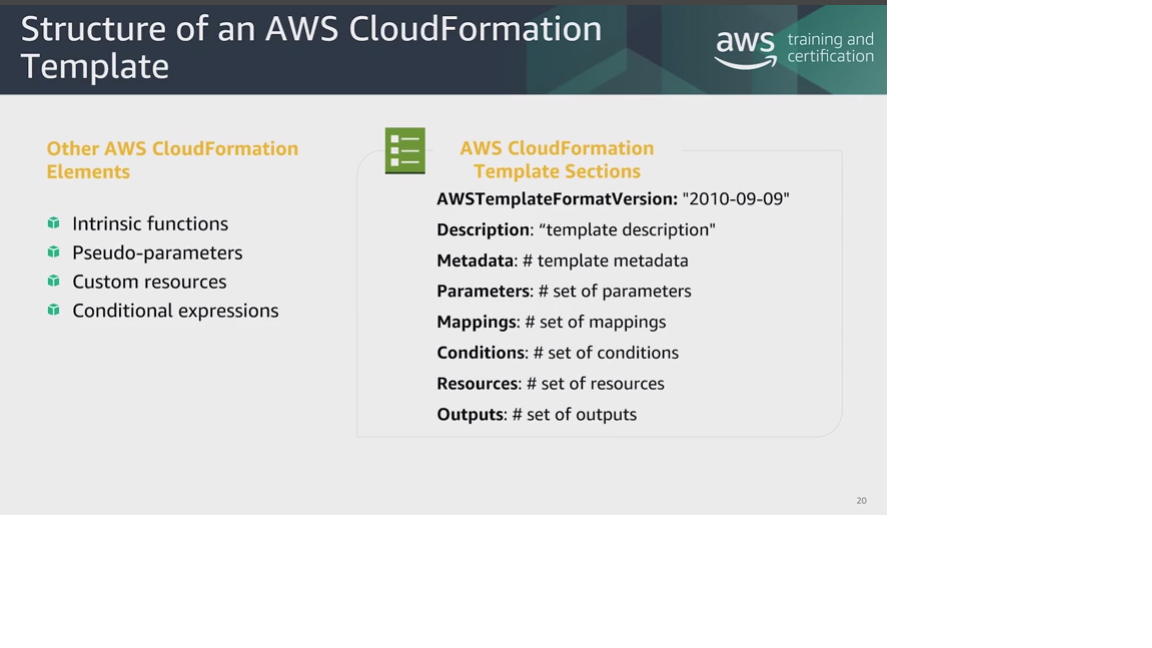 Structure of an AWS CloudFormation
Template
aws training and
certification
Other AWS CloudFormation
Elements
Intrinsic functions
Pseudo-parameters
Custom resources
Conditional expressions
AWS CloudFormation
Template Sections
AWSTemplateFormatVersion: "2010-09-09"
Description: “template description"
Metadata: # template metadata
Parameters: # set of parameters
Mappings: # set of mappings
Conditions: # set of conditions
Resources: # set of resources
Outputs: # set of outputs
20